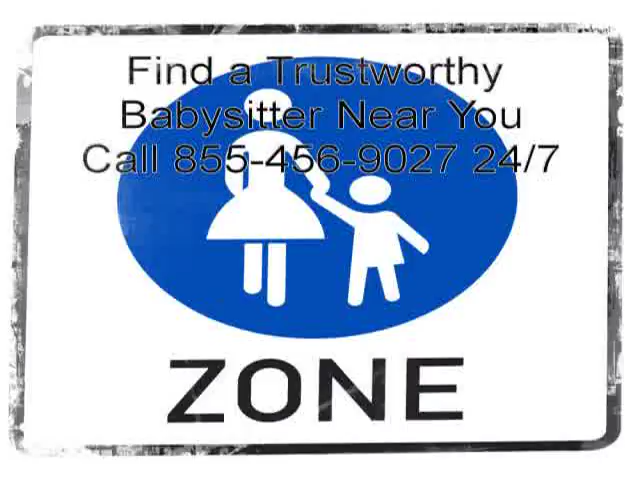 Find a Trustworthy
Babysitter Near You
Call 855-456-9027 24/7
ZONE